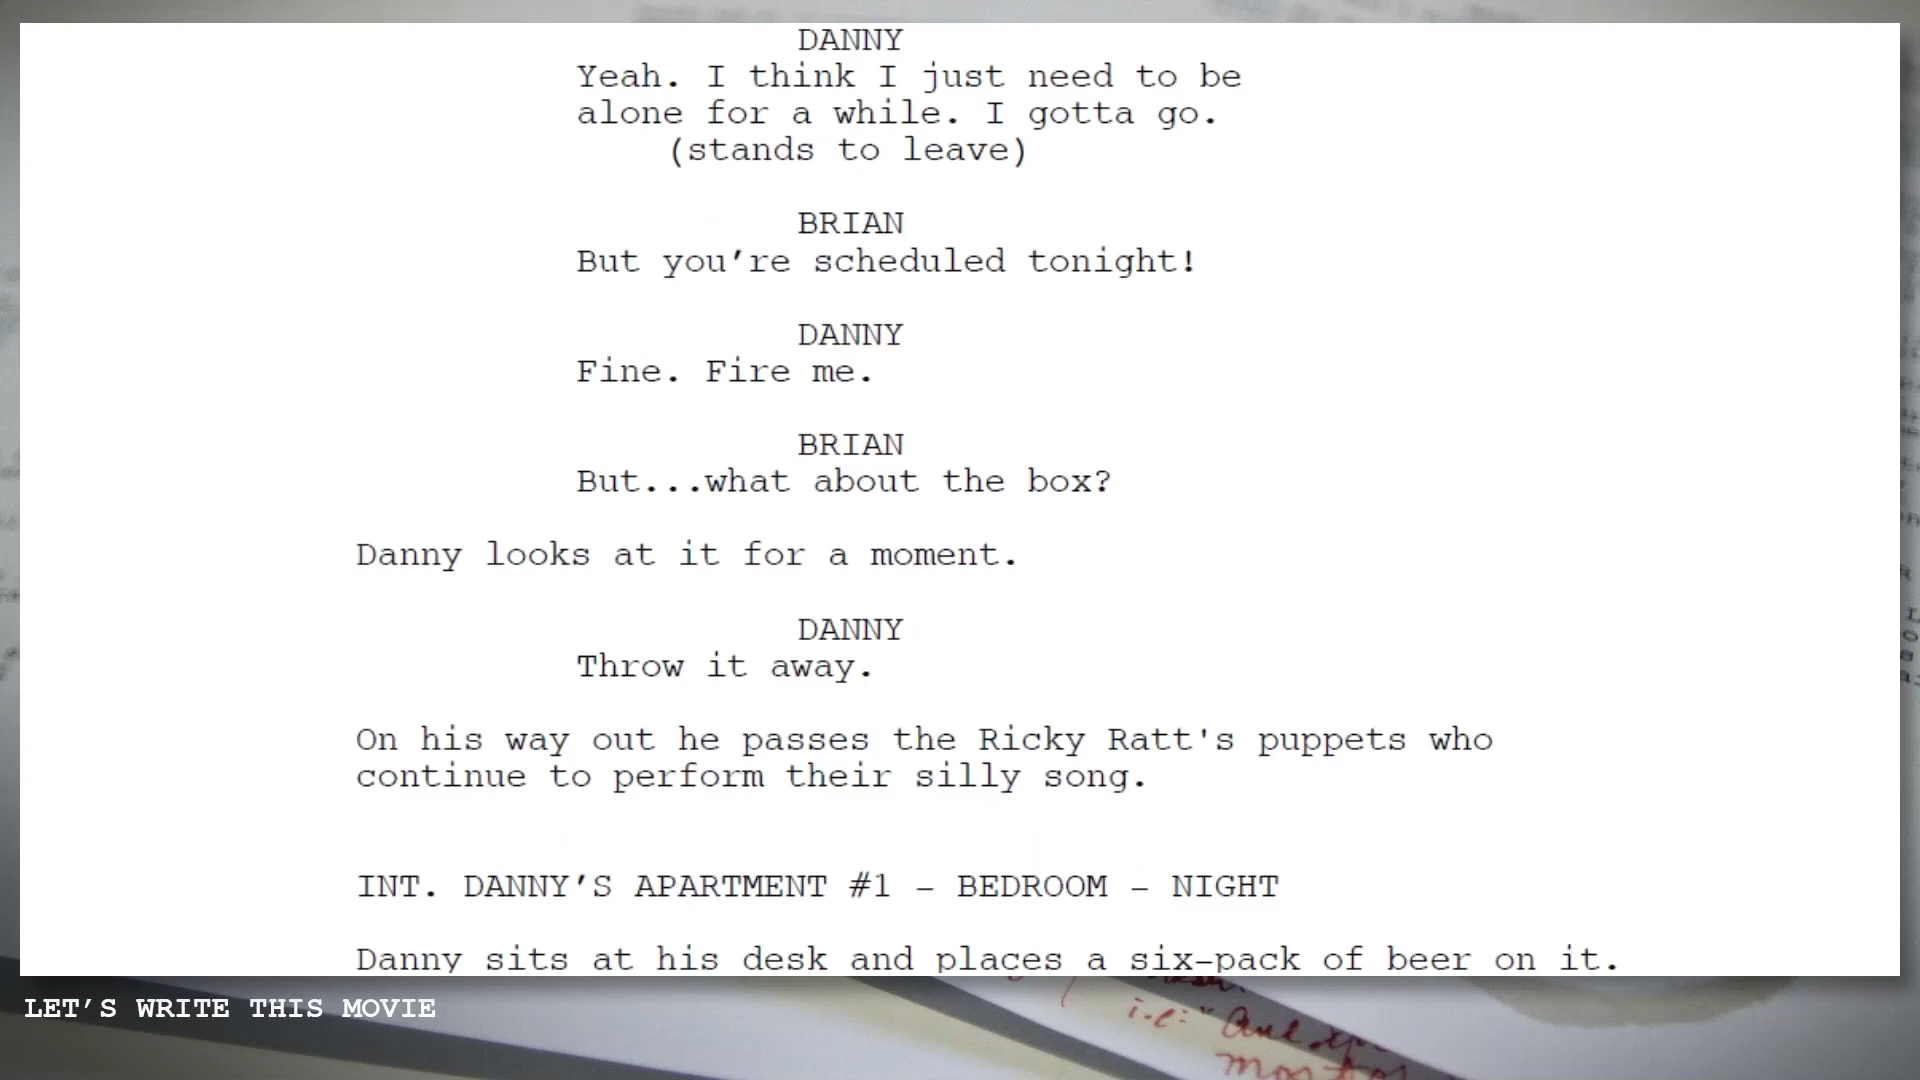 DANNY
Yeah. I think I just need to be
alone for a while. I gotta go.
(stands to leave)
BRIAN
But you’re scheduled tonight!
DANNY
Fine. Fire me.
BRIAN
But...what about the box?
Danny looks at it for a moment.
DANNY
Throw it away.
On his way out he passes the Ricky Ratt's puppets who
continue to perform their silly song.
INT. DANNY’S APARTMENT #1 – BEDROOM – NIGHT
Danny sits at his desk and places a six-pack of beer on it.
LET’S WRITE THIS MOVIE
i.e: